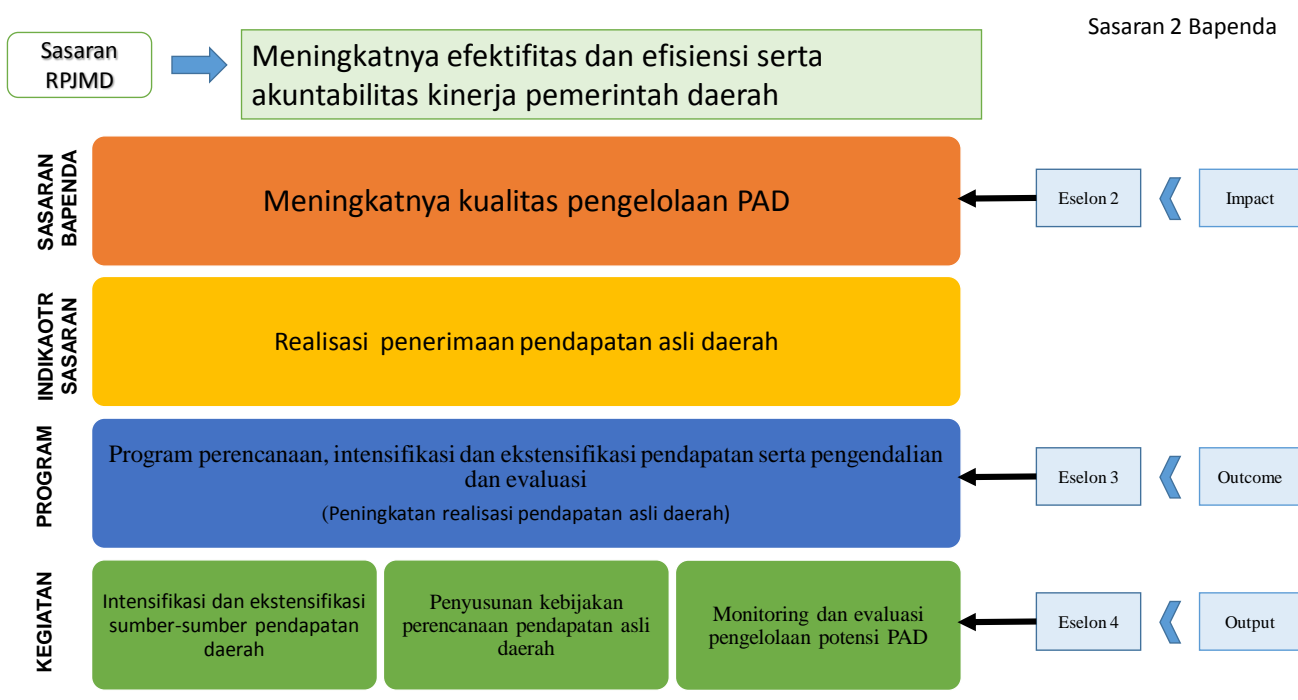 Sasaran 2 Bapenda
Sasaran
RPJMD
Meningkatnya efektifitas dan efisiensi serta
akuntabilitas kinerja pemerintah daerah
SASARAN
BAPENDA
Meningkatnya kualitas pengelolaan PAD
Eselon 2
Impact
INDIKAOTR
SASARAN
Realisasi penerimaan pendapatan asli daerah
PROGRAM
Program perencanaan, intensifikasi dan ekstensifikasi pendapatan serta pengendalian
dan evaluasi
(Peningkatan realisasi pendapatan asli daerah)
Eselon 3
Outcome
KEGIATAN
Intensifikasi dan ekstensifikasi
sumber-sumber pendapatan
daerah
Penyusunan kebijakan
perencanaan pendapatan asli
daerah
Monitoring dan evaluasi
pengelolaan potensi PAD
Eselon 4
Output